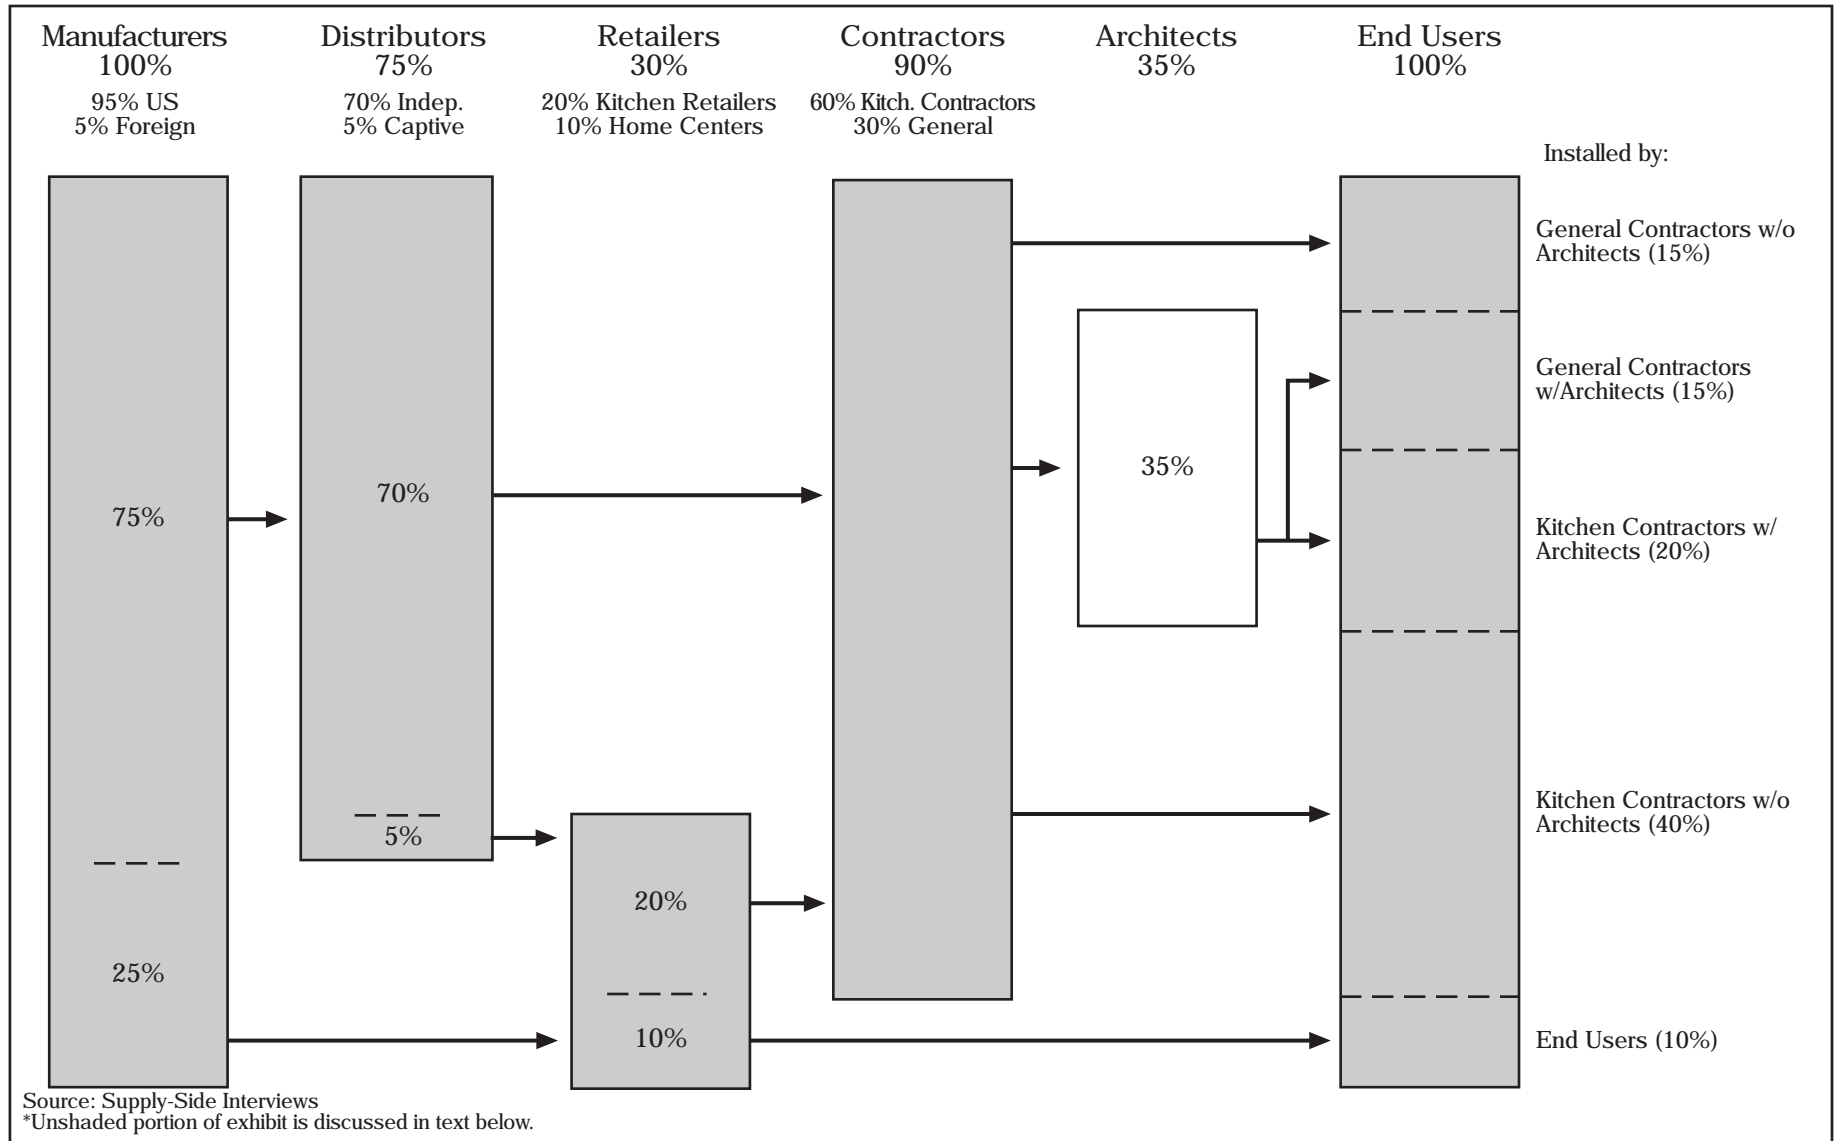 Manufacturers
100%
95% US
5% Foreign
Distributors
75%
70% Indep.
5% Captive
Retailers
30%
20% Kitchen Retailers
10% Home Centers
Contractors
90%
60% Kitch. Contractors
30% General
Architects
35%
End Users
100%
Installed by:
75%
25%
70%
5%
20%
10%
35%
General Contractors w/o
Architects (15%)
General Contractors
w/Architects (15%)
Kitchen Contractors w/
Architects (20%)
Kitchen Contractors w/o
Architects (40%)
End Users (10%)
Source: Supply-Side Interviews
*Unshaded portion of exhibit is discussed in text below.